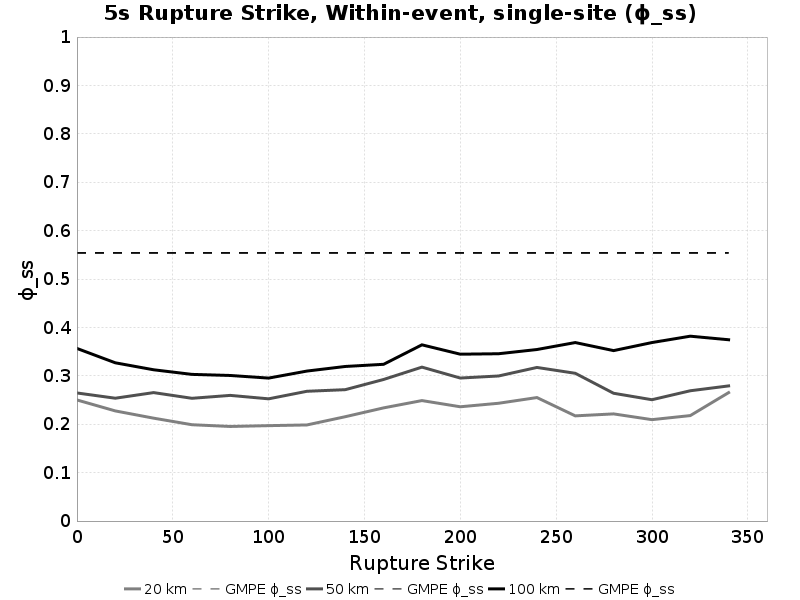 5s Rupture Strike, Within-event, single-site (ϕ_ss)
1
0.9
0.8
0.7
0.6
0.5
0.4
0.3
0.2
0.1
0
ϕ_ss
0 50 100 150 200 250 300 350
Rupture Strike
20 km GMPE ϕ_ss 50 km GMPE ϕ_ss 100 km GMPE ϕ_ss